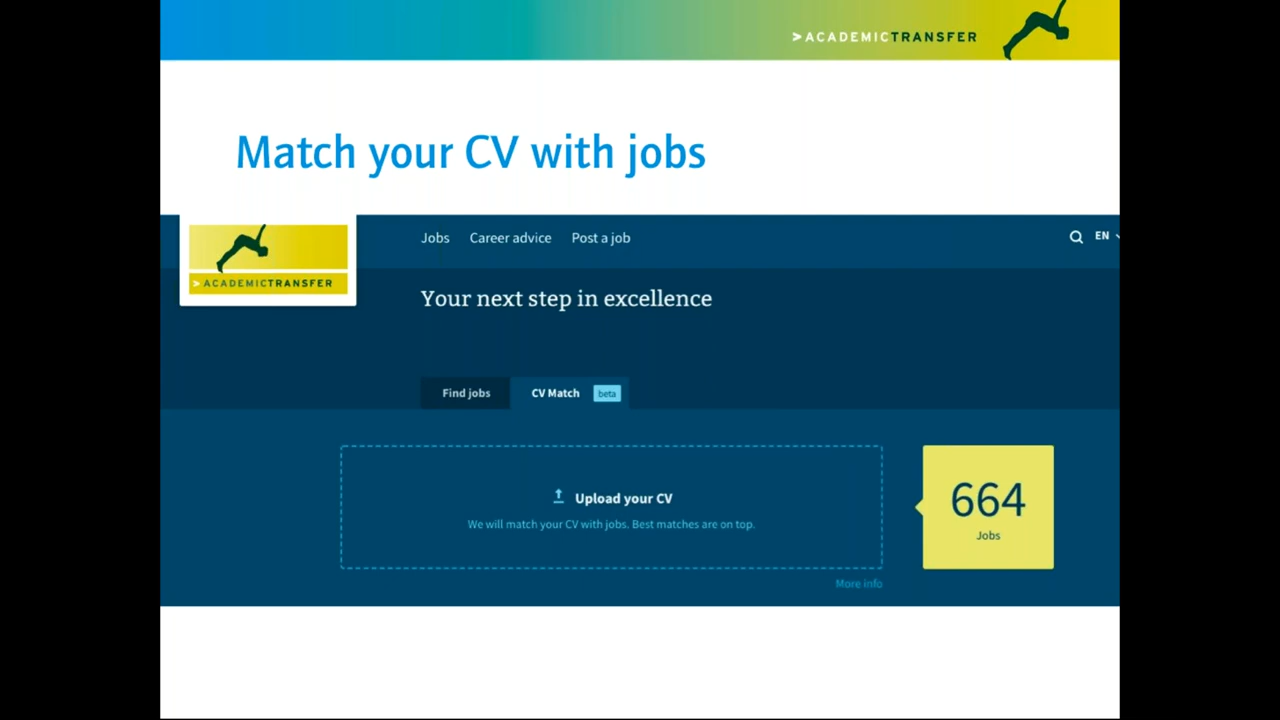 >ACADEMICTRANSFER
Match your CV with jobs
Jobs Career advice Post a job
EN
>ACADEMICTRANSFER
Your next step in excellence
Find jobs CV Match beta
Upload your CV
We will match your CV with jobs. Best matches are on top.
664
Jobs
More info